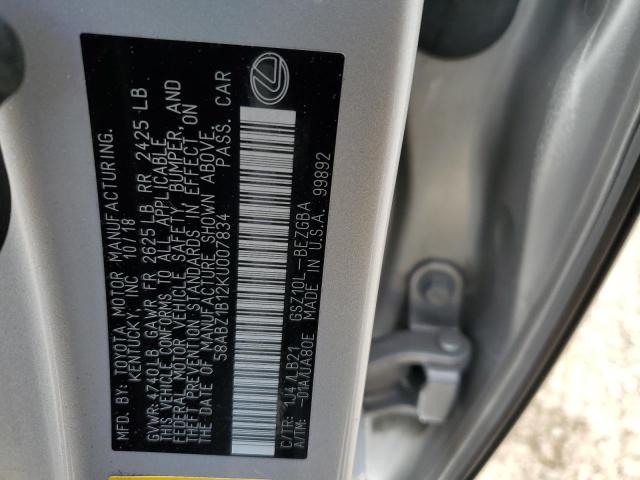 MFD. BY: TOYOTA MOTOR MANUFACTURING.
KENTUCKY, INC. 10/18
GVWR: 4740LB GAWR FR 2625LB RR 2425 LB
THIS VEHICLE CONFORMS TO ALL APPLICABLE
FEDERAL MOTOR VEHICLE SAFETY, BUMPER, AND
THEFT PREVENTION STANDARDS IN EFFECT ON
THE DATE OF MANUFACTURE SHOWN ABOVE.
58ABZ1B12KU007834 PASS. CAR
C/TR: 1J4 /LB21 GSZ10L-BEZGBA
A/TM: -01A/UA80E MADE IN U.S.A. 99892